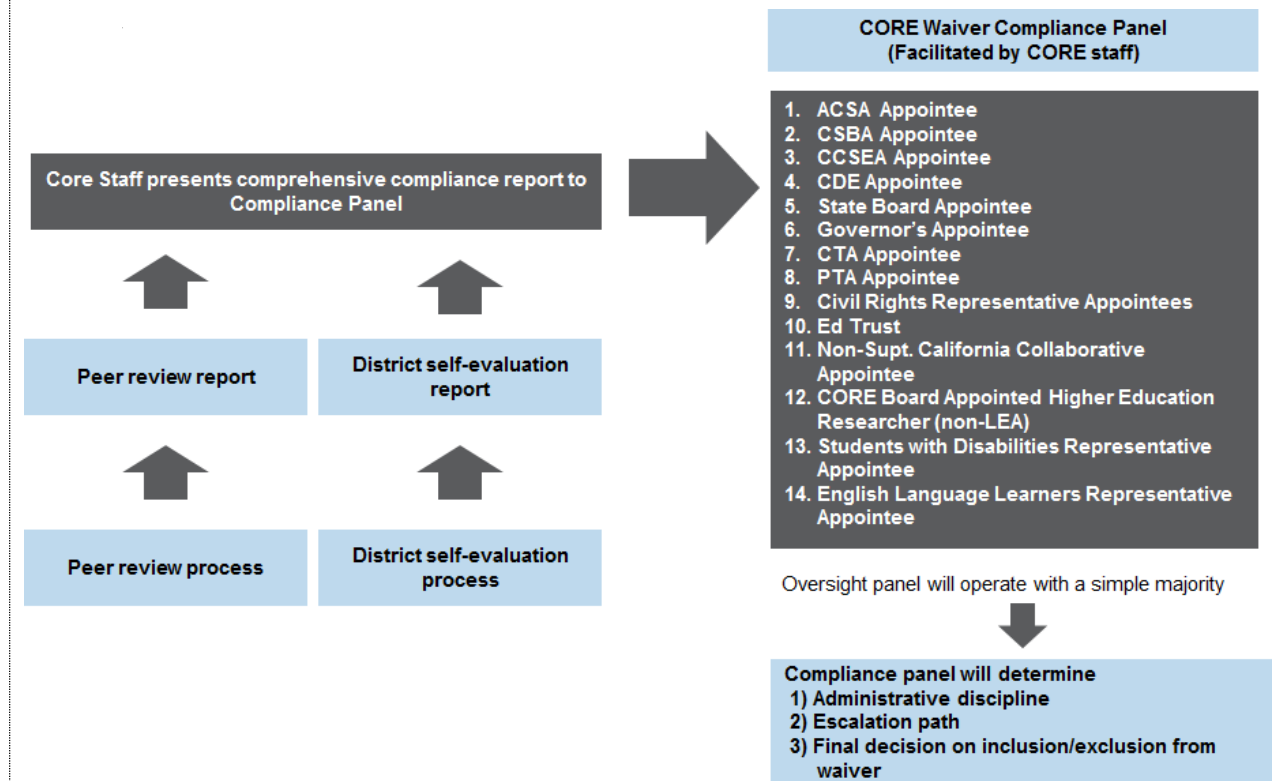 CORE Waiver Compliance Panel
(Facilitated by CORE staff)
1. ACSA Appointee
2. CSBA Appointee
3. CCSEA Appointee
4. CDE Appointee
5. State Board Appointee
6. Governor's Appointee
7. CTA Appointee
8. PTA Appointee
9. Civil Rights Representative Appointees
10. Ed Trust
11. Non-Supt. California Collaborative
Appointee
12. CORE Board Appointed Higher Education
Researcher (non-LEA)
13. Students with Disabilities Representative
Appointee
14. English Language Learners Representative
Appointee
Core Staff presents comprehensive compliance report to
Compliance Panel
Peer review report
District self-evaluation
report
Peer review process
District self-evaluation
process
Oversight panel will operate with a simple majority
Compliance panel will determine
1) Administrative discipline
2) Escalation path
3) Final decision on inclusion/exclusion from
waiver